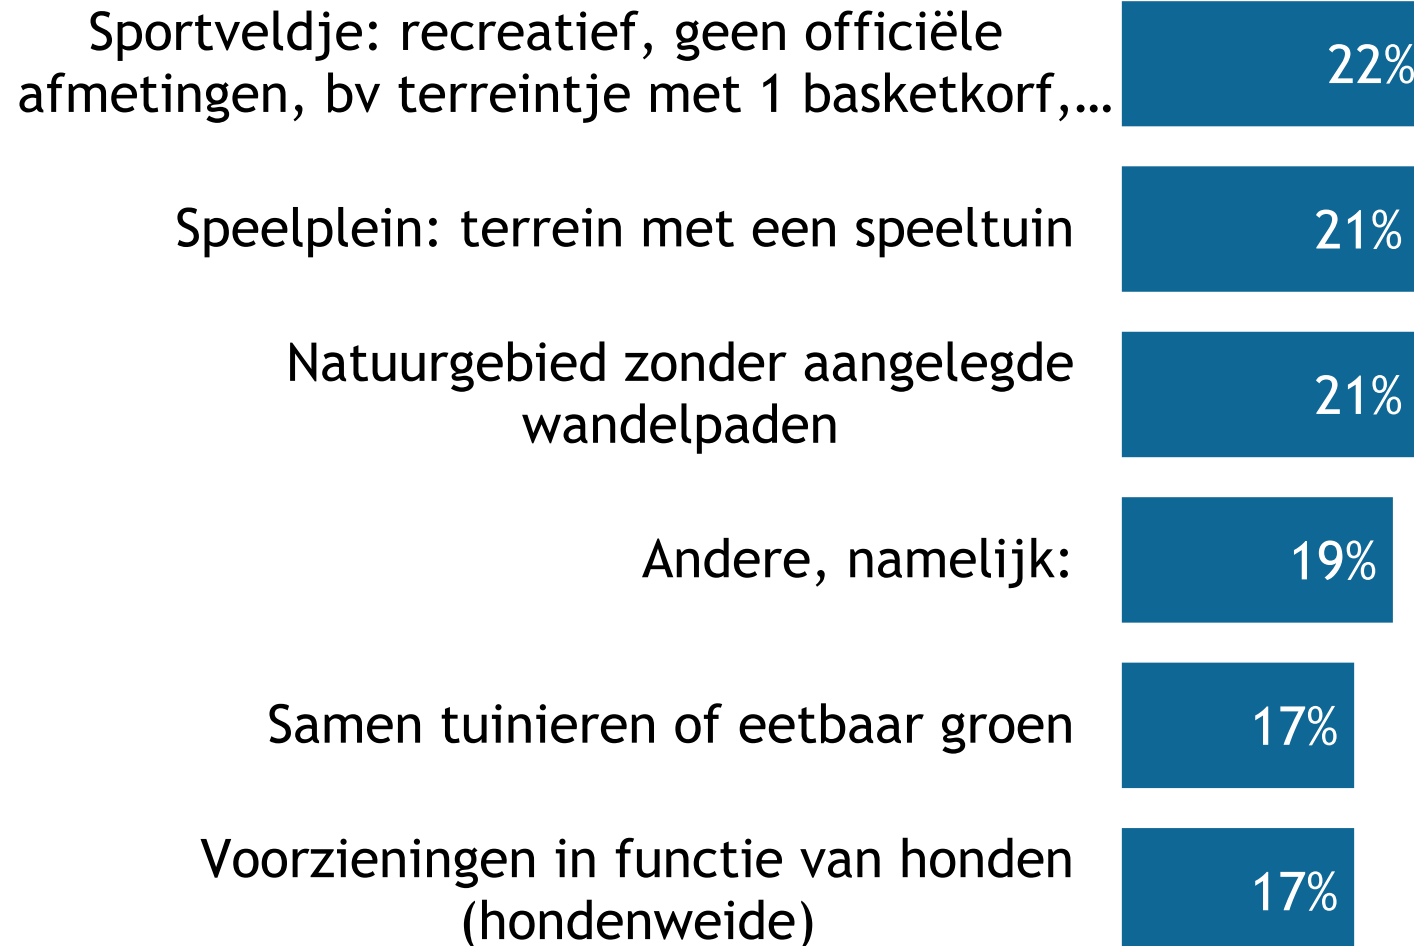 Sportveldje: recreatief, geen officiële
afmetingen, bv terreintje met 1 basketkorf,…
22%
Speelplein: terrein met een speeltuin
21%
Natuurgebied zonder aangelegde
wandelpaden
21%
Andere, namelijk:
19%
Samen tuinieren of eetbaar groen
17%
Voorzieningen in functie van honden
(hondenweide)
17%